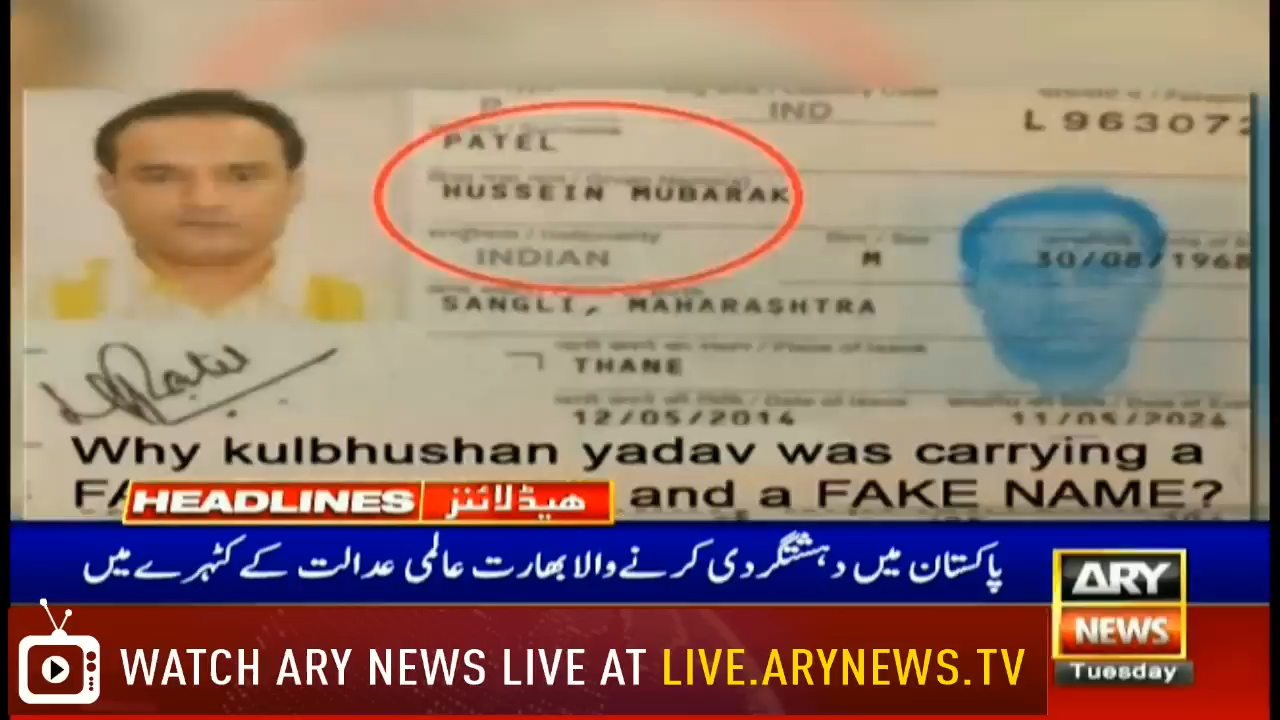 P
IND
L 963072
PATEL
HUSSEIN MUBARAK
INDIAN
M
30/08/1968
SANGLI, MAHARASHTRA
THANE
12/05/2014
11/05/2024
Why kulbhushan yadav was carrying a
and a FAKE NAME?
HEADLINES ہیڈلائنز
پاکستان میں دہشتگردی کرنے والا بھارت عالمی عدالت کے کٹہرے میں
ARY
NEWS
Tuesday
WATCH ARY NEWS LIVE AT LIVE.ARYNEWS.TV